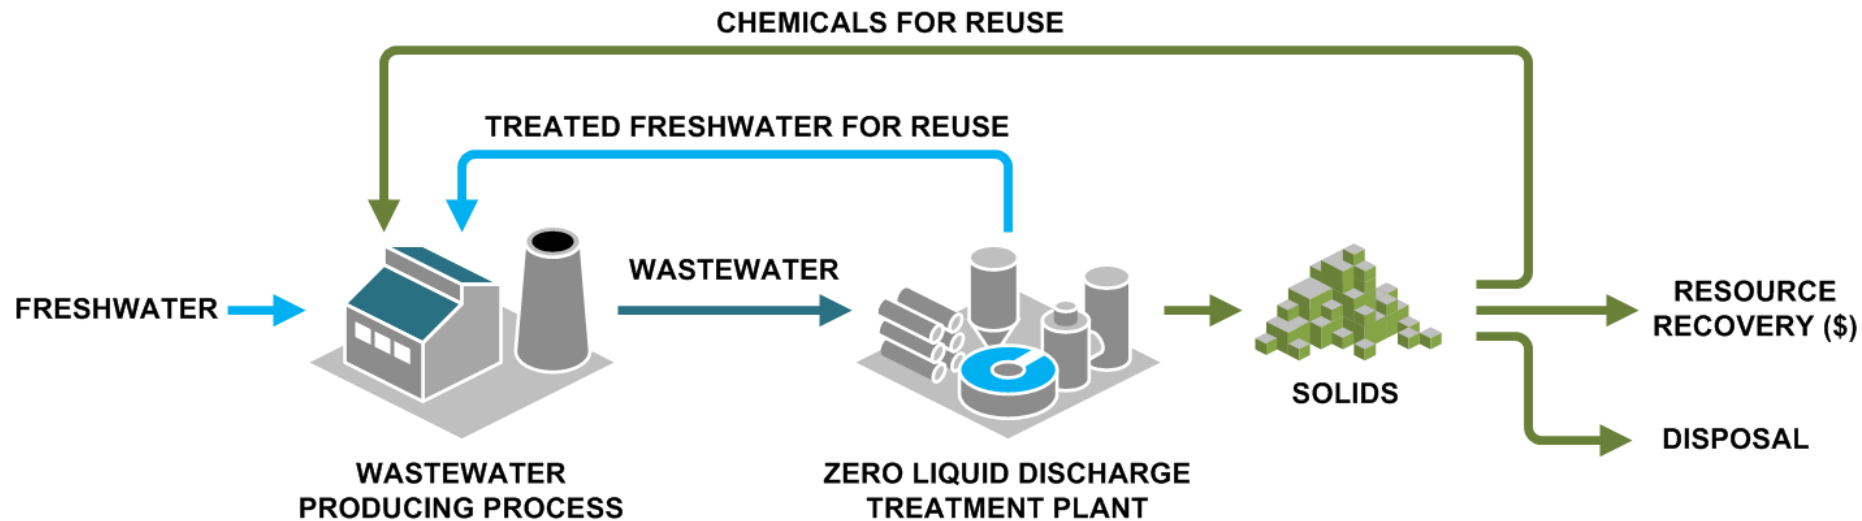 CHEMICALS FOR REUSE
TREATED FRESHWATER FOR REUSE
WASTEWATER
FRESHWATER
RESOURCE
RECOVERY ($)
SOLIDS
DISPOSAL
WASTEWATER
PRODUCING PROCESS
ZERO LIQUID DISCHARGE
TREATMENT PLANT